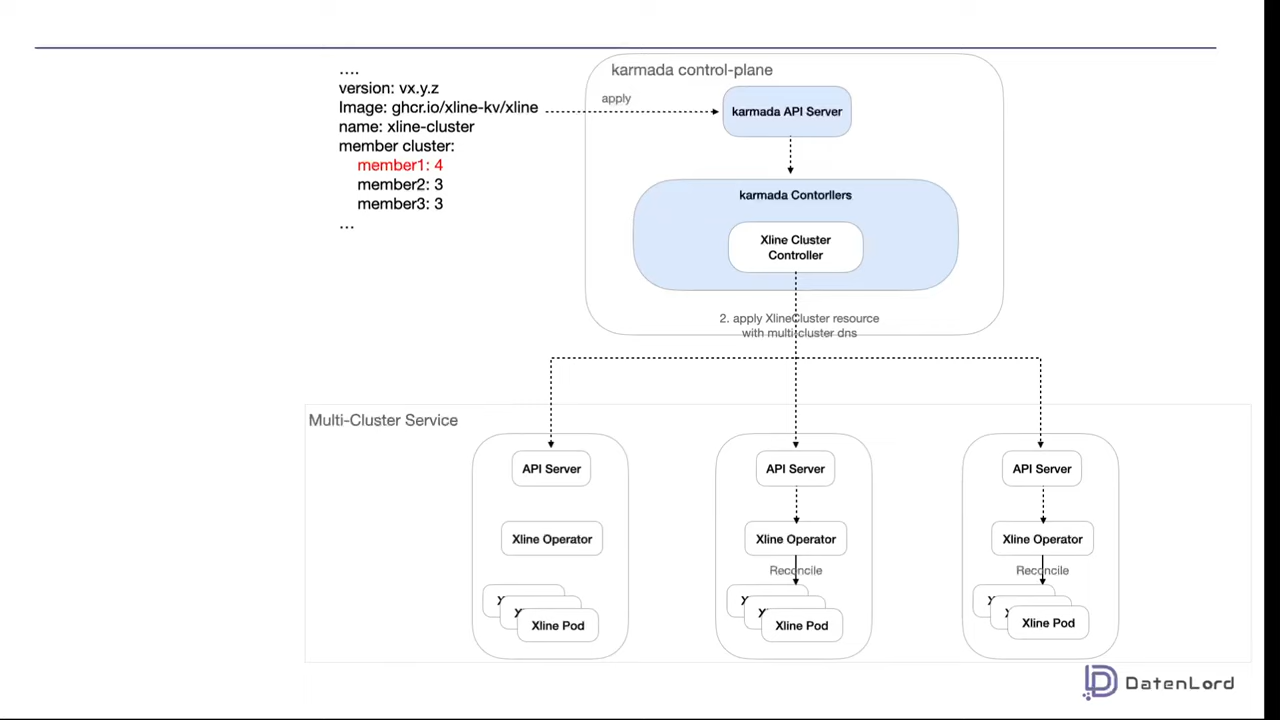 ....
version: vx.y.z
Image: ghcr.io/xline-kv/xline
name: xline-cluster
member cluster:
member1: 4
member2: 3
member3: 3
...
karmada control-plane
apply
karmada API Server
karmada Contorllers
Xline Cluster
Controller
2. apply XlineCluster resource
with multi-cluster dns
Multi-Cluster Service
API Server
API Server
API Server
Xline Operator
Xline Operator
Xline Operator
Reconcile
Reconcile
Xline Pod
Xline Pod
Xline Pod
DatenLord